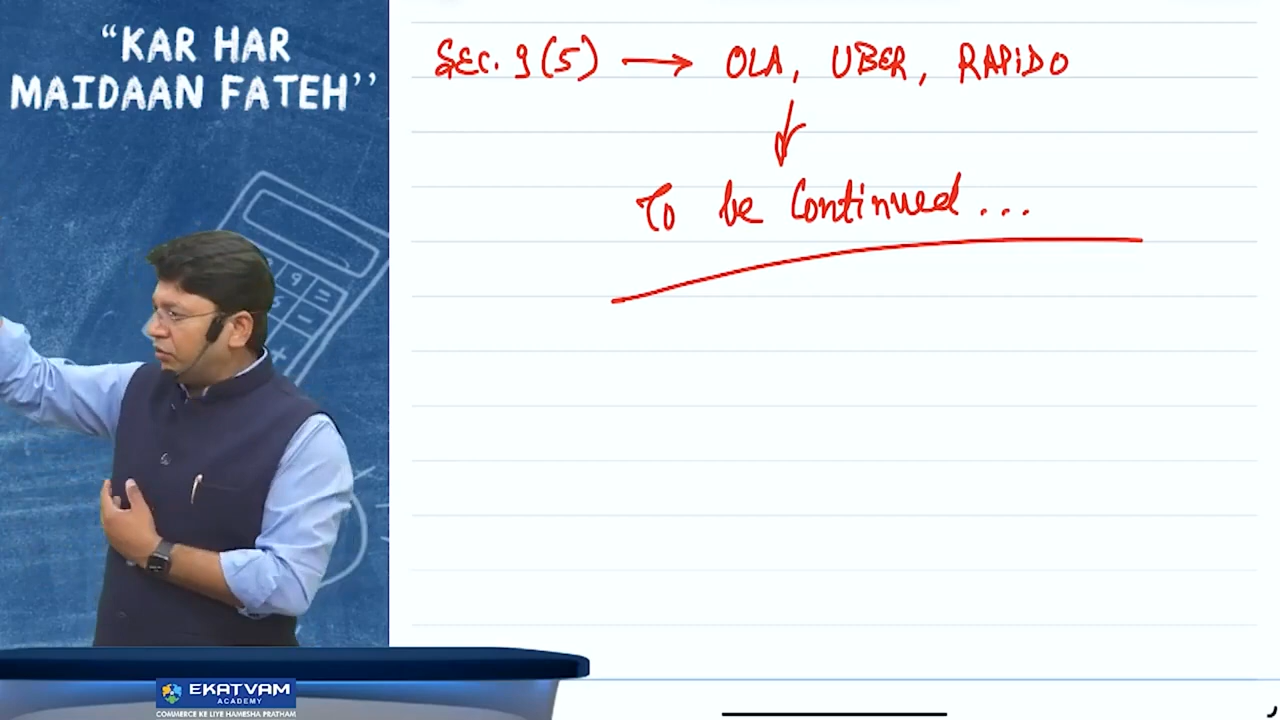 “KAR HAR
MAIDAAN FATEH’’
SEC. 9(5) → OLA, UBER, RAPIDO
↓
To be Continued...
EKATVAM
ACADEMY
COMMERCE KE LIYE HAMESHA PRATHAM